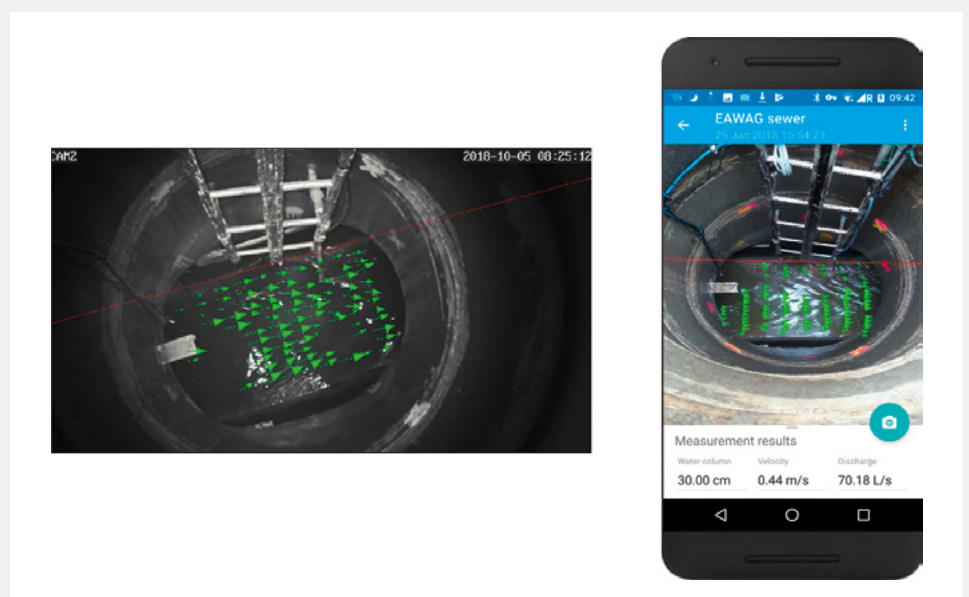 CAM2
2018-10-05 08:25:12
R 09:42
EAWAG sewer
26 Jan 2018 15:54:23
Measurement results
Water column Velocity Discharge
30.00 cm 0.44 m/s 70.18 L/s